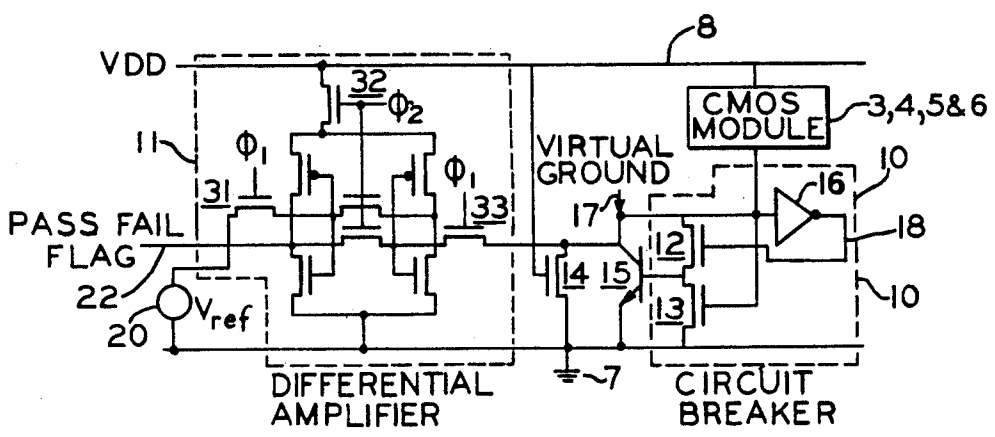 8
VDD
32
ϕ2
CMOS
MODULE
3,4,5&6
11
ϕ1
VIRTUAL
GROUND
ϕ1
10
16
31
33
17
PASS FAIL
FLAG
12
18
14
15
13
10
22
20
Vref
7
DIFFERENTIAL
AMPLIFIER
CIRCUIT
BREAKER